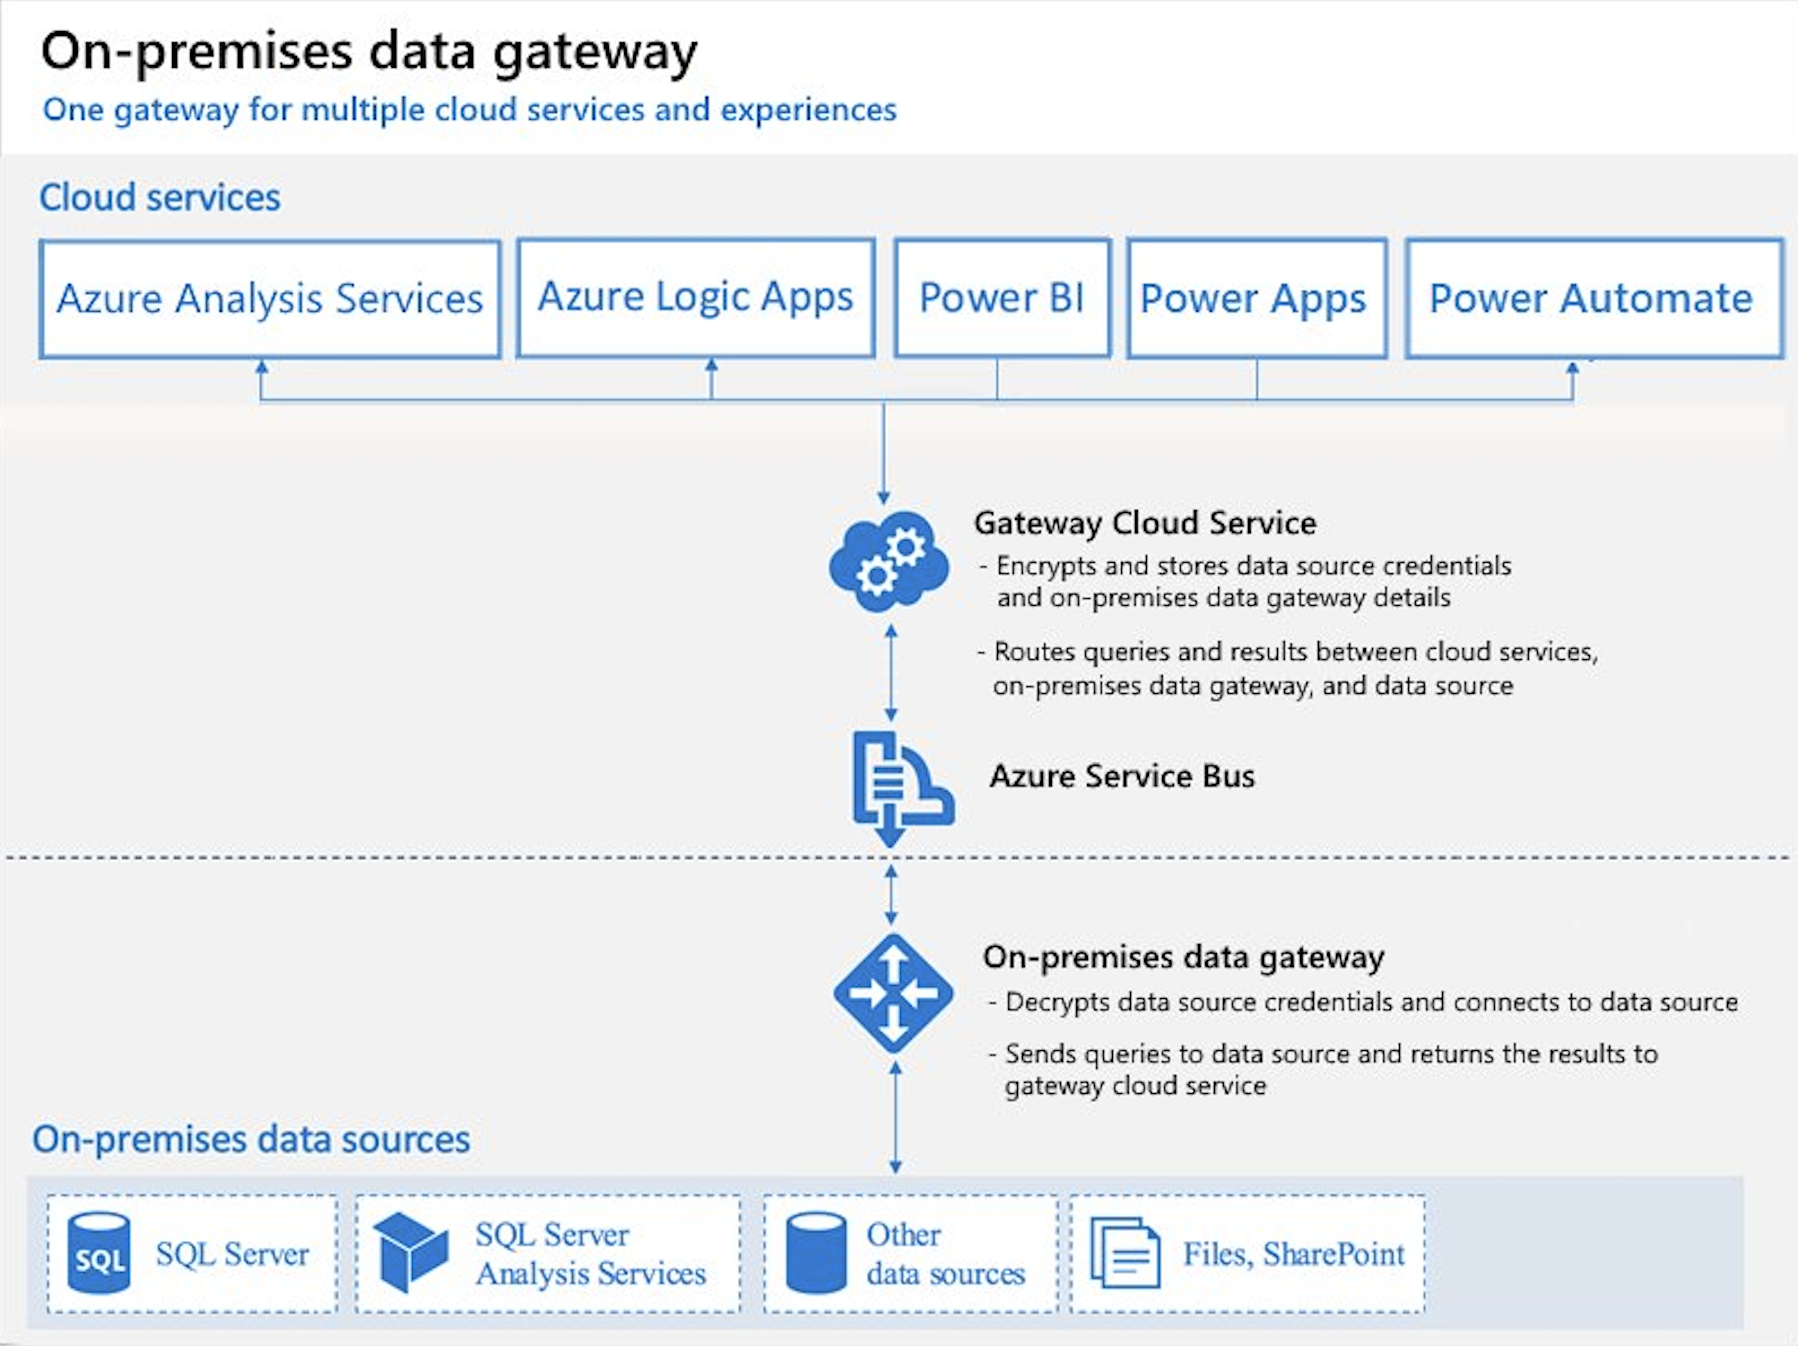 On-premises data gateway
One gateway for multiple cloud services and experiences
Cloud services
Azure Analysis Services
Azure Logic Apps
Power BI
Power Apps
Power Automate
Gateway Cloud Service
- Encrypts and stores data source credentials
and on-premises data gateway details
- Routes queries and results between cloud services,
on-premises data gateway, and data source
Azure Service Bus
On-premises data gateway
- Decrypts data source credentials and connects to data source
- Sends queries to data source and returns the results to
gateway cloud service
On-premises data sources
SQL
SQL Server
SQL Server
Analysis Services
Other
data sources
Files, SharePoint